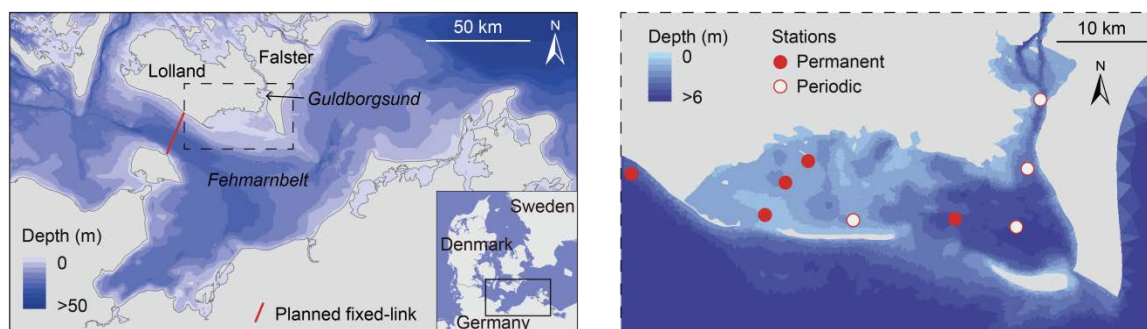 50 km
N
Falster
Lolland
Guldborgsund
Fehmarnbelt
Depth (m)
0
>50
Planned fixed-link
Sweden
Denmark
Germany
Depth (m)
0
>6
Stations
Permanent
Periodic
10 km
N